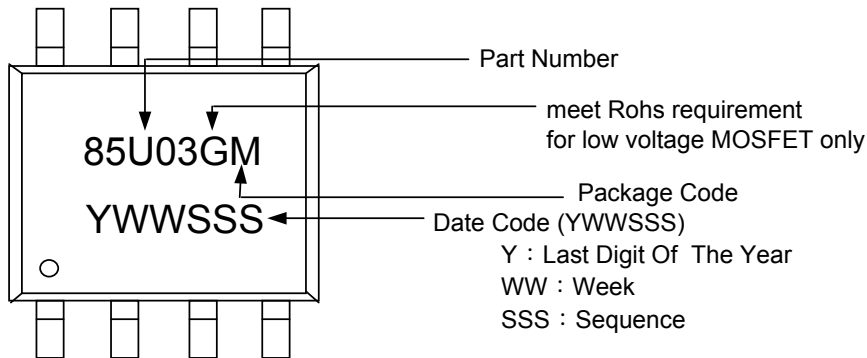 Part Number
meet Rohs requirement
for low voltage MOSFET only
85U03GM
Package Code
YWWSSS
Date Code (YWWSSS)
Y：Last Digit Of The Year
WW：Week
SSS：Sequence